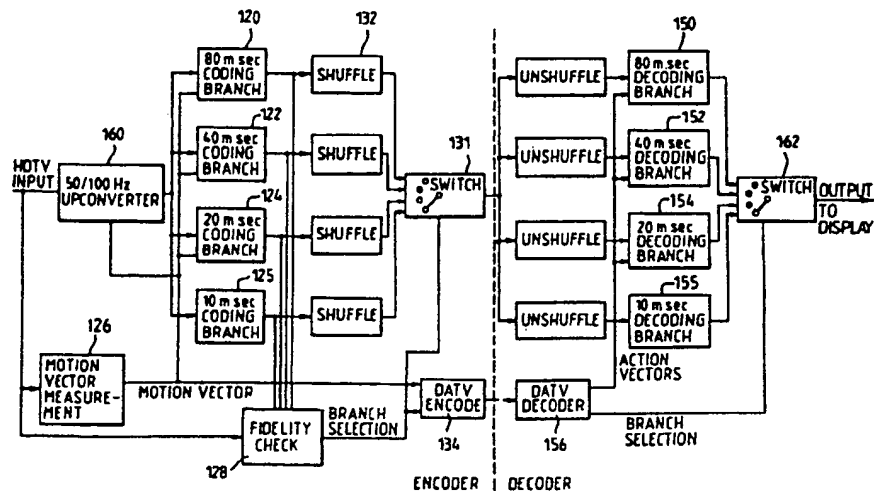 120
132
150
80 m sec
CODING
BRANCH
SHUFFLE
UNSHUFFLE
80 m.sec
DECODING
BRANCH
122
152
160
40 m sec
CODING
BRANCH
SHUFFLE
131
UNSHUFFLE
40 m sec
DECODING
BRANCH
162
HDTV
INPUT
50/100 Hz
UPCONVERTER
124
SWITCH
154
SWITCH
OUTPUT
TO
DISPLAY
20 m sec
CODING
BRANCH
SHUFFLE
UNSHUFFLE
20 m sec
DECODING
BRANCH
125
155
10 m sec
CODING
BRANCH
SHUFFLE
UNSHUFFLE
10 m sec
DECODING
BRANCH
126
MOTION
VECTOR
MEASURE-
MENT
MOTION VECTOR
ACTION
VECTORS
FIDELITY
CHECK
128
BRANCH
SELECTION
DATV
ENCODE
134
DATV
DECODER
156
BRANCH
SELECTION
ENCODER
DECODER